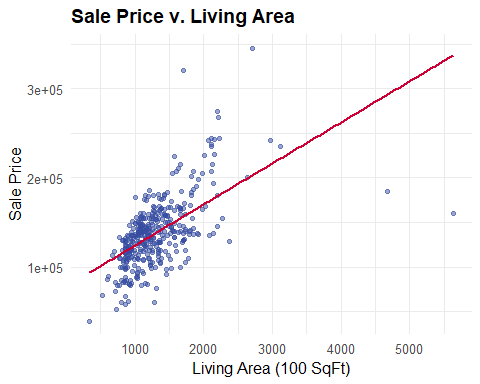 Sale Price v. Living Area
Sale Price
3e+05
2e+05
1e+05
1000 2000 3000 4000 5000
Living Area (100 SqFt)